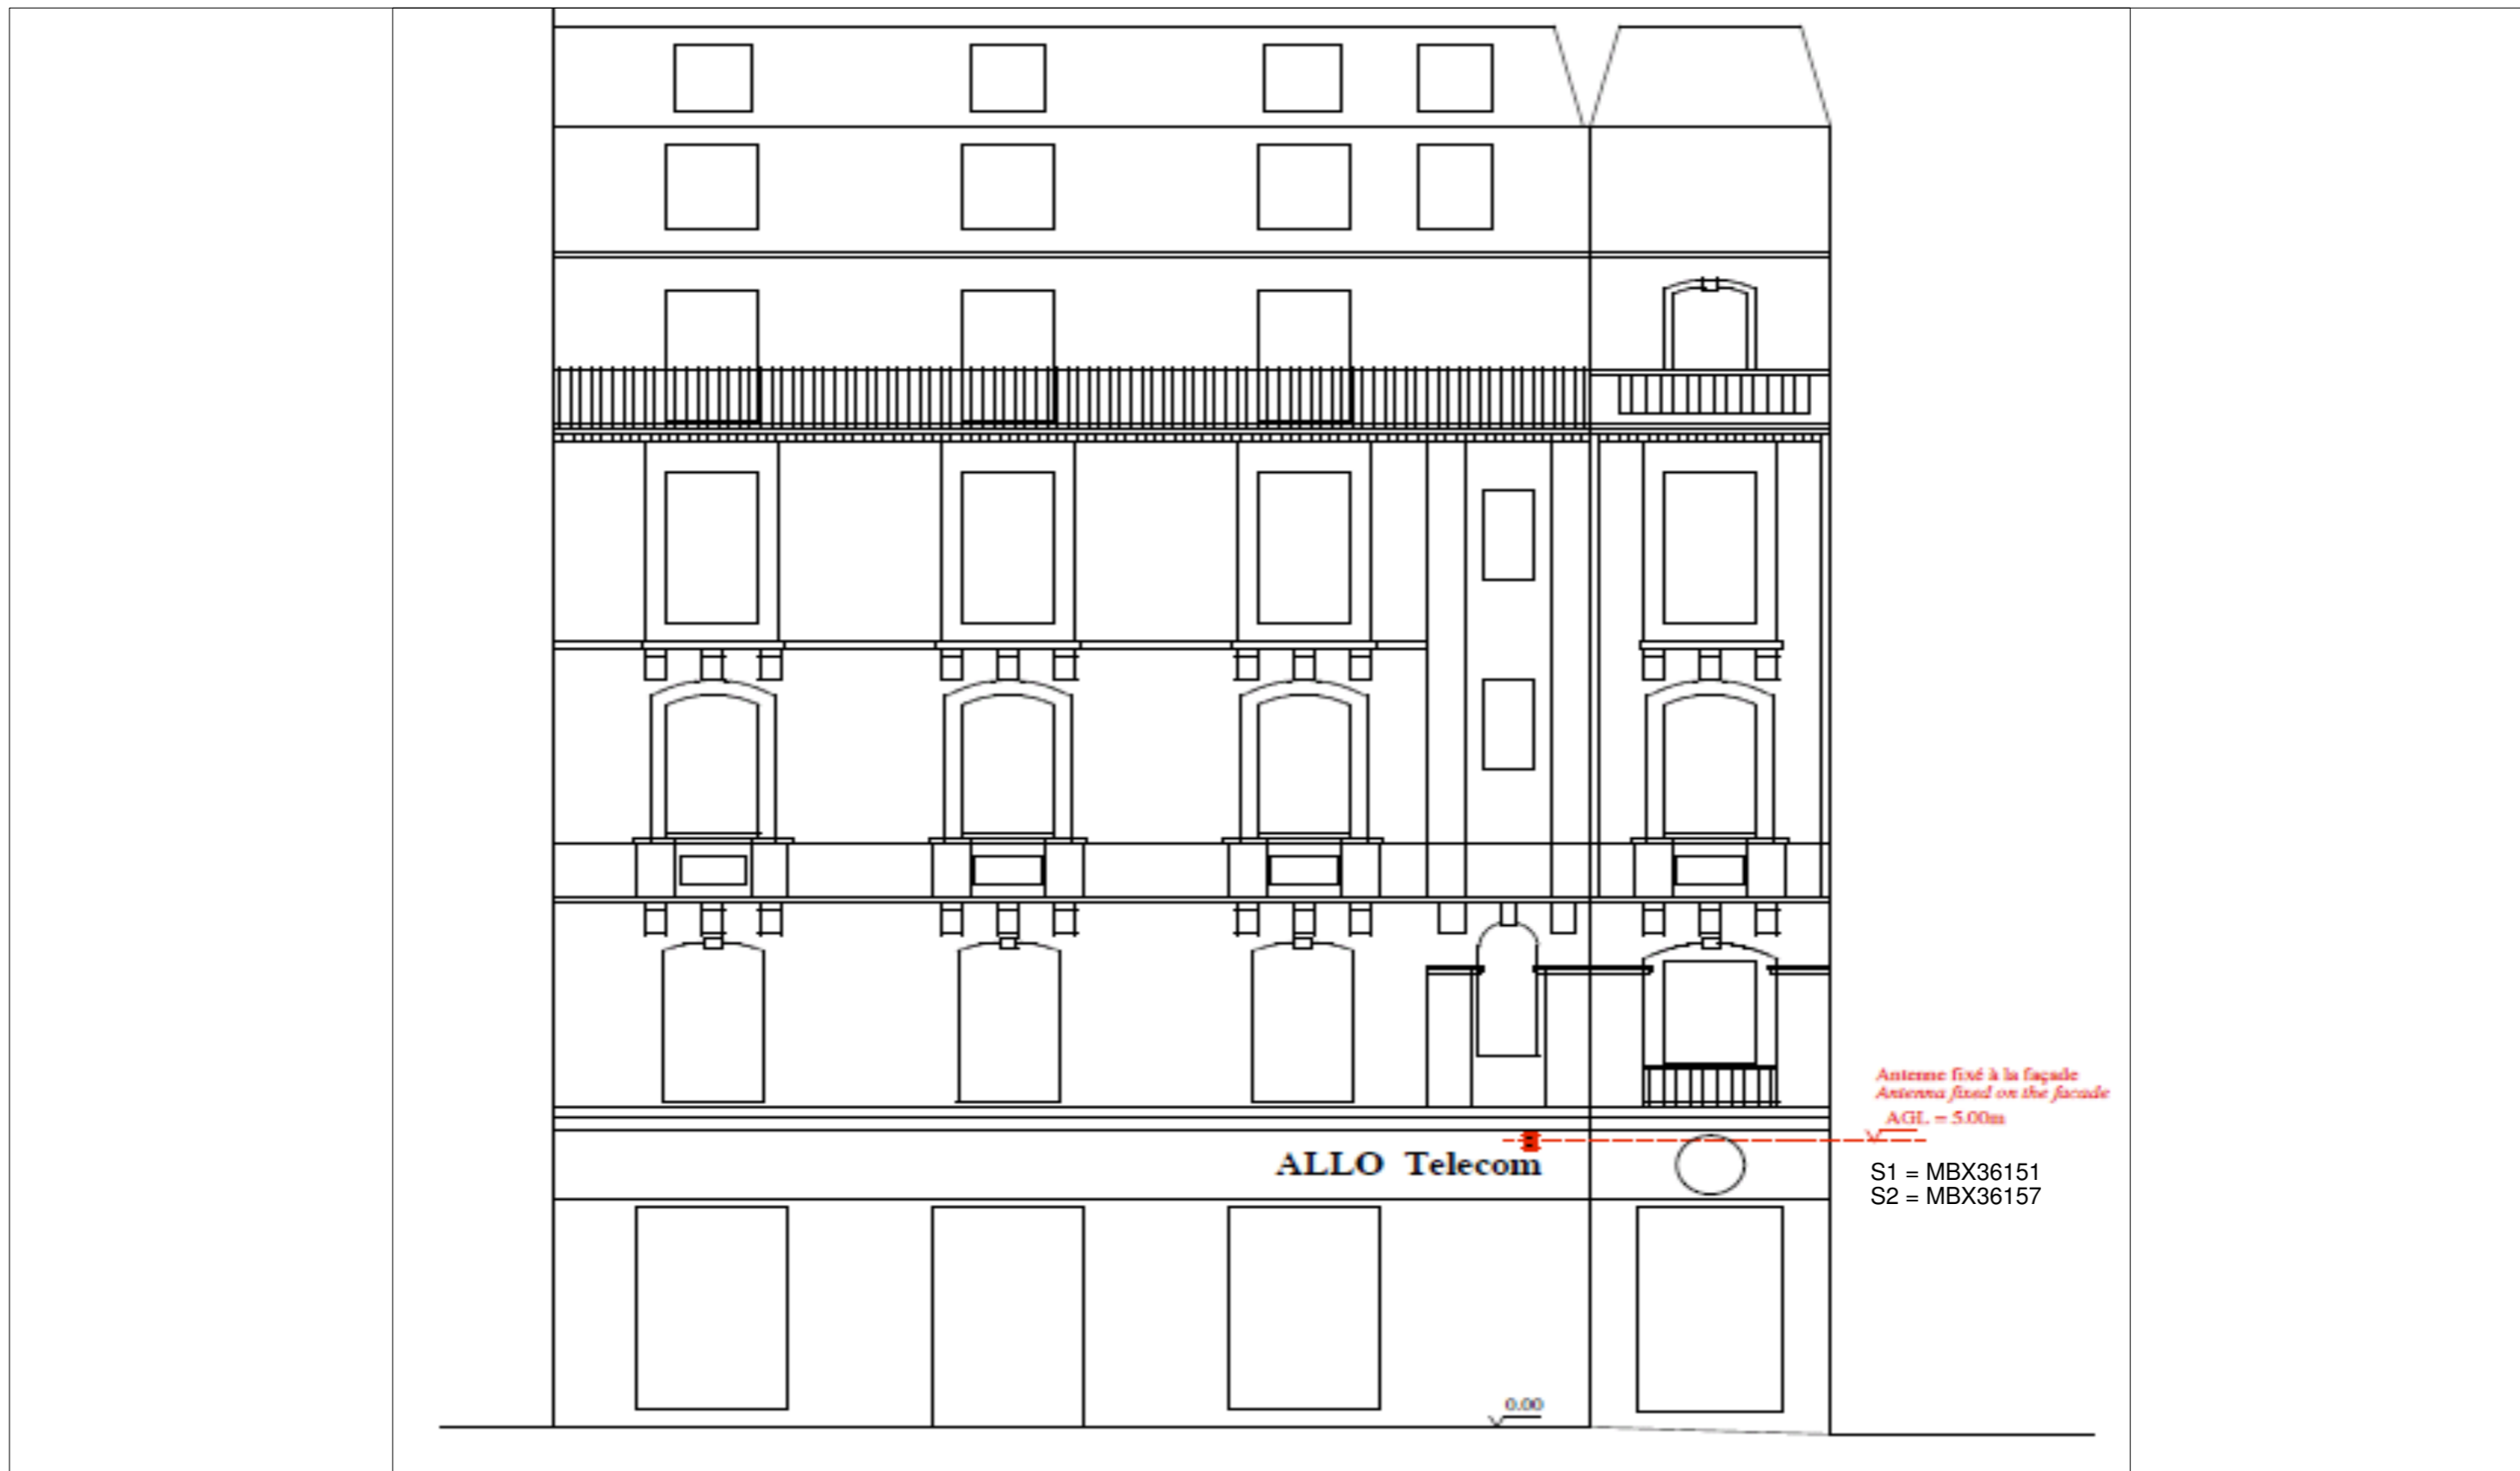 Antenne fixé à la façade
Antenna fixed on the facade
AGL = 5.00m
ALLO Telecom
S1 = MBX36151
S2 = MBX36157
0.00